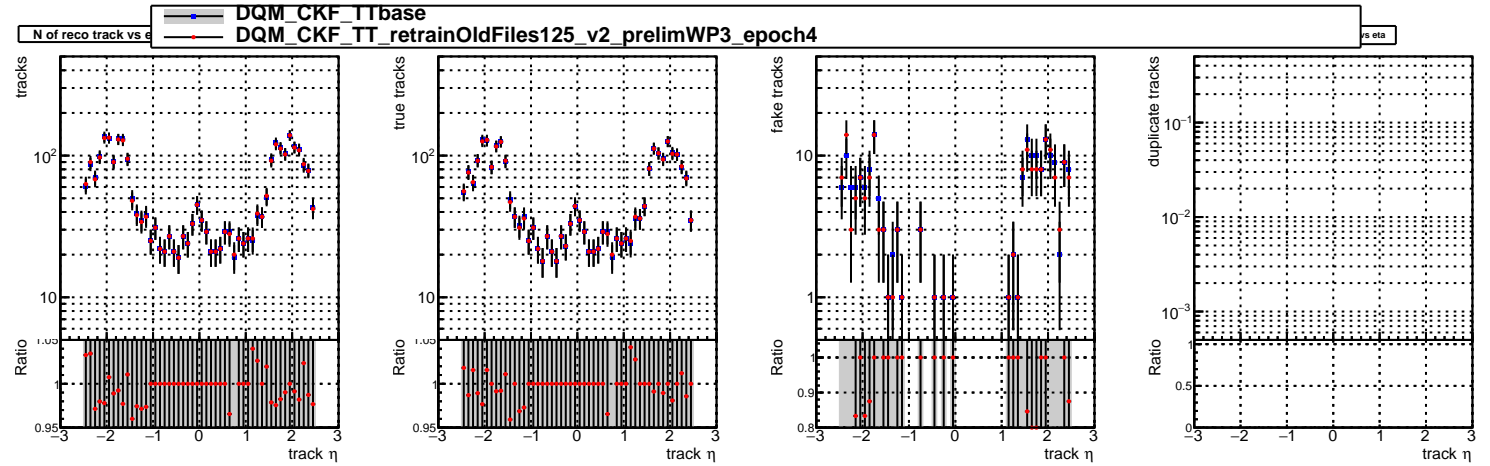 DQM_CKF_TTbase
DQM_CKF_TT_retrainOldFiles125_v2_prelimWP3_epoch4
N of reco track vs e
vs eta
tracks
10²
10
Ratio
1.05
1
0.95
−3 −2 −1 0 1 2 3
track η
true tracks
10²
10
Ratio
1.05
1
0.95
−3 −2 −1 0 1 2 3
track η
fake tracks
10
1
Ratio
1
0.9
0.8
−3 −2 −1 0 1 2 3
track η
duplicate tracks
10⁻¹
10⁻²
10⁻³
Ratio
1
0.5
0
−3 −2 −1 0 1 2 3
track η